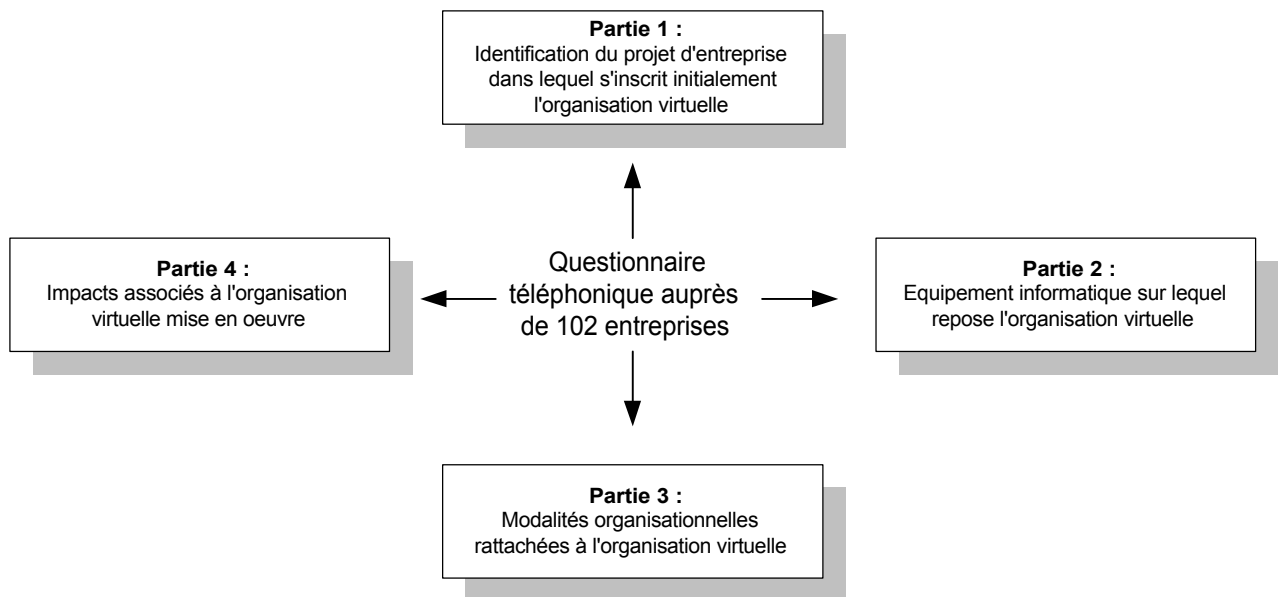 Partie 1 :
Identification du projet d'entreprise
dans lequel s'inscrit initialement
l'organisation virtuelle
Partie 4 :
Impacts associés à l'organisation
virtuelle mise en oeuvre
Questionnaire
téléphonique auprès
de 102 entreprises
Partie 2 :
Equipement informatique sur lequel
repose l'organisation virtuelle
Partie 3 :
Modalités organisationnelles
rattachées à l'organisation virtuelle